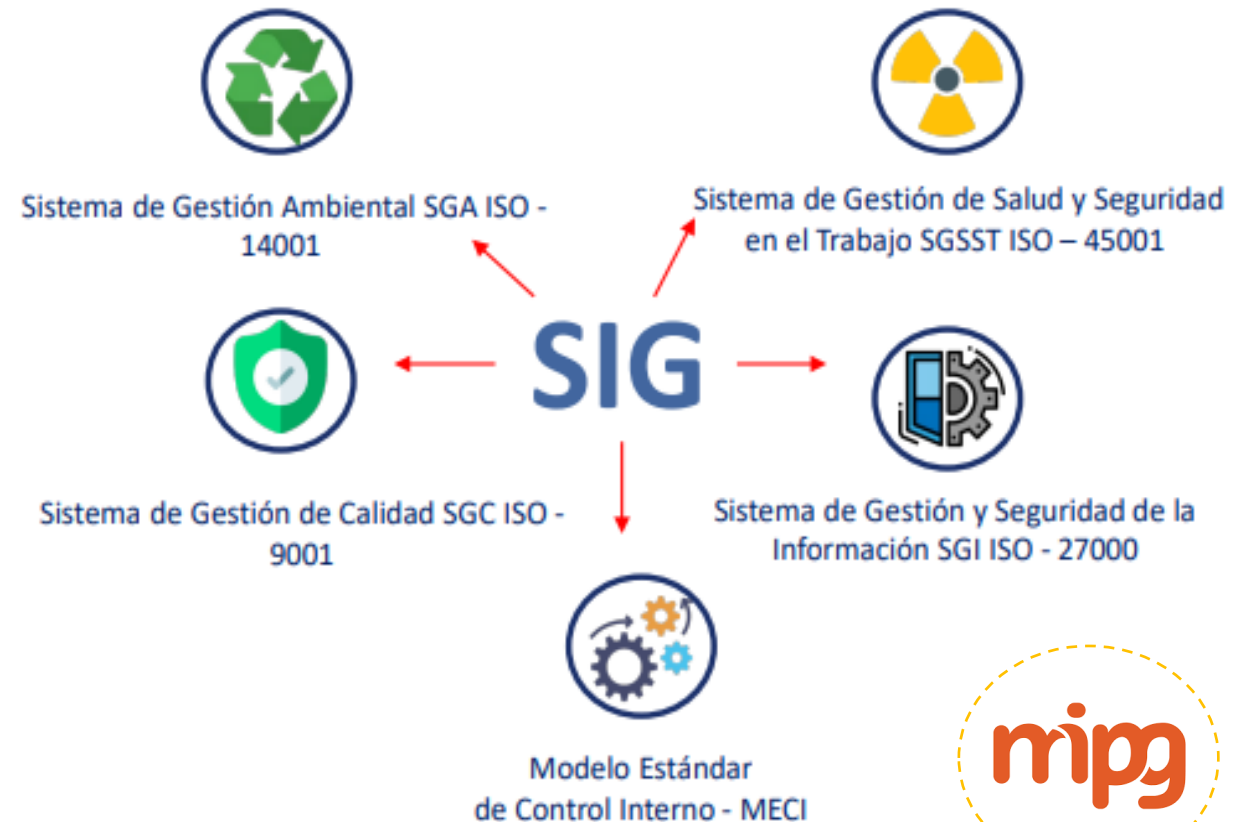 Sistema de Gestión Ambiental SGA ISO -
14001
Sistema de Gestión de Salud y Seguridad
en el Trabajo SGSST ISO – 45001
SIG
Sistema de Gestión de Calidad SGC ISO -
9001
Sistema de Gestión y Seguridad de la
Información SGI ISO - 27000
Modelo Estándar
de Control Interno - MECI
mipg